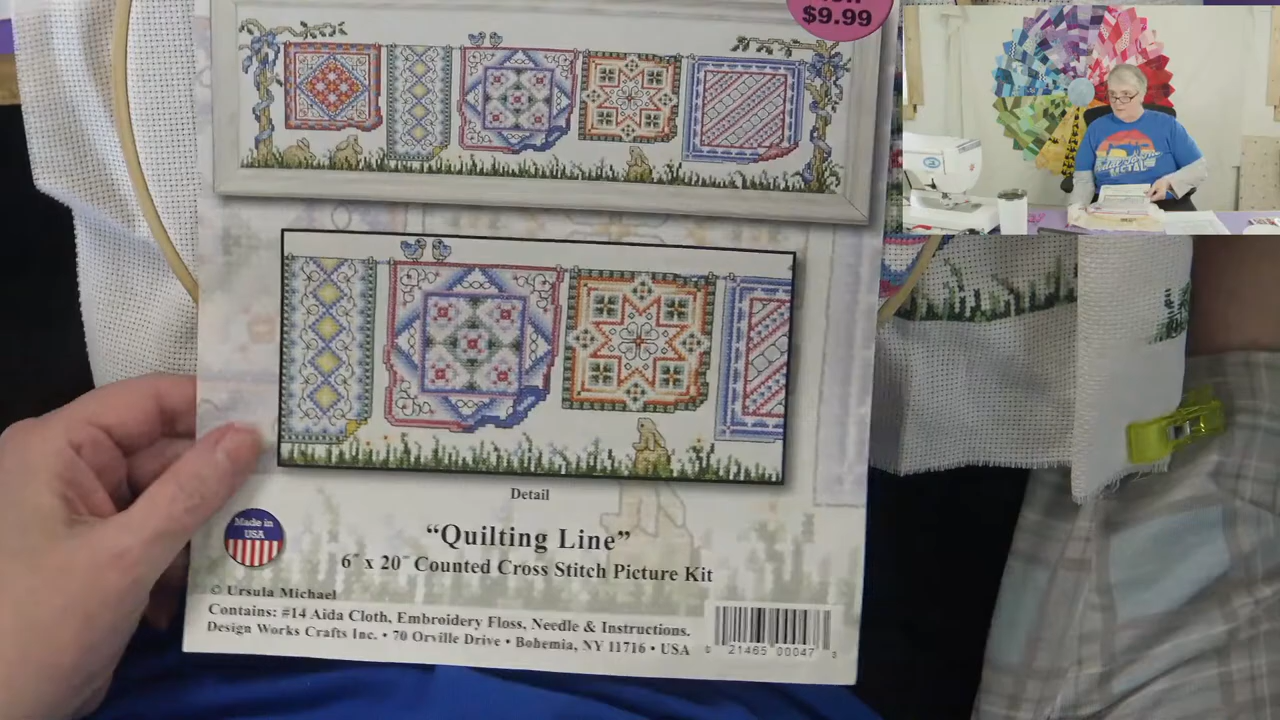 $9.99
Detail
Made in
USA
"Quilting Line"
6" x 20" Counted Cross Stitch Picture Kit
© Ursula Michael
Contains: #14 Aida Cloth, Embroidery Floss, Needle & Instructions.
Design Works Crafts Inc. • 70 Orville Drive • Bohemia, NY 11716 • USA
0 21465 00047 3